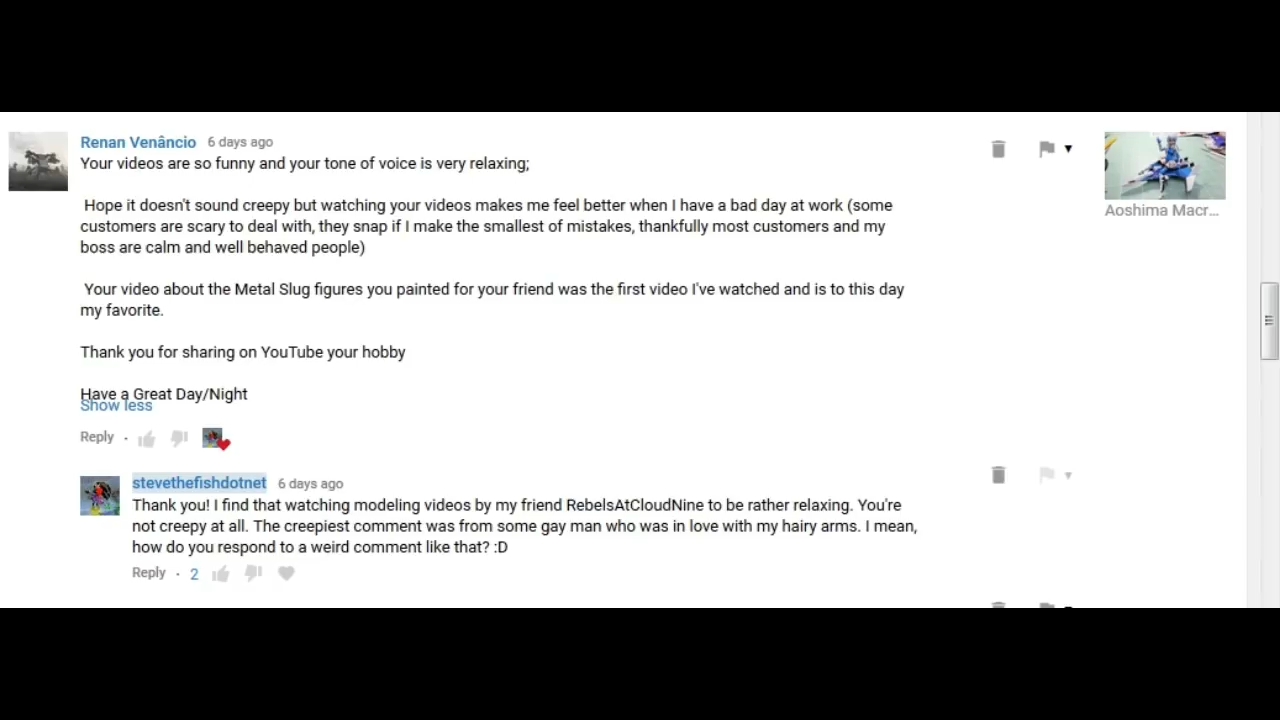 Renan Venâncio 6 days ago
Your videos are so funny and your tone of voice is very relaxing;
Hope it doesn't sound creepy but watching your videos makes me feel better when I have a bad day at work (some
customers are scary to deal with, they snap if I make the smallest of mistakes, thankfully most customers and my
boss are calm and well behaved people)
Your video about the Metal Slug figures you painted for your friend was the first video I've watched and is to this day
my favorite.
Thank you for sharing on YouTube your hobby
Have a Great Day/Night
Show less
Reply ·
Aoshima Macr...
stevethefishdotnet 6 days ago
Thank you! I find that watching modeling videos by my friend RebelsAtCloudNine to be rather relaxing. You're
not creepy at all. The creepiest comment was from some gay man who was in love with my hairy arms. I mean,
how do you respond to a weird comment like that? :D
Reply · 2